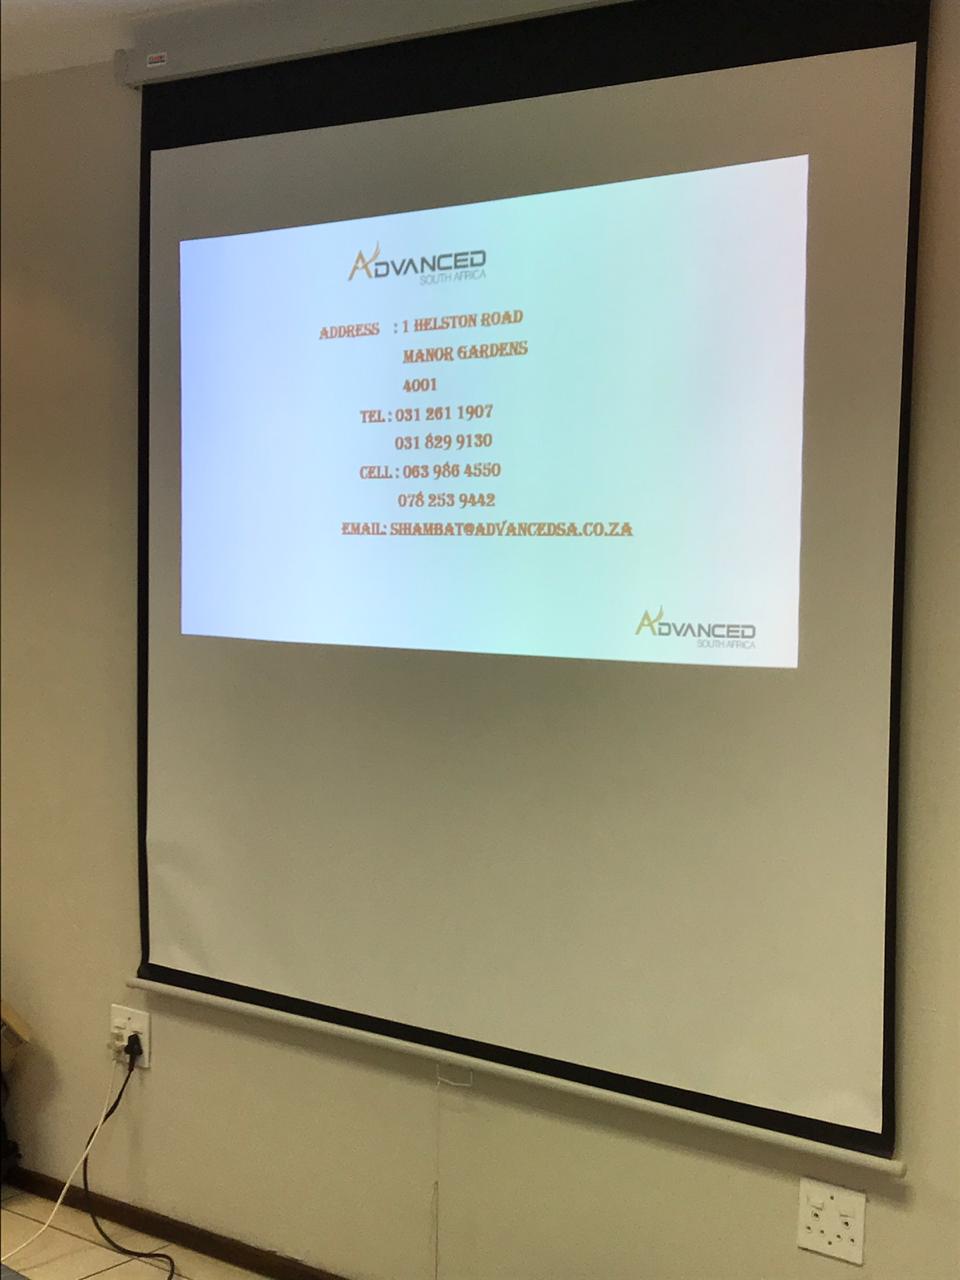 ADVANCED
SOUTH AFRICA
ADDRESS : 1 HELSTON ROAD
MANOR GARDENS
4001
TEL : 031 261 1907
031 829 9130
CELL : 063 986 4550
078 253 9442
EMAIL: SIHAMBAT@ADVANCEDSA.CO.ZA
ADVANCED
SOUTH AFRICA